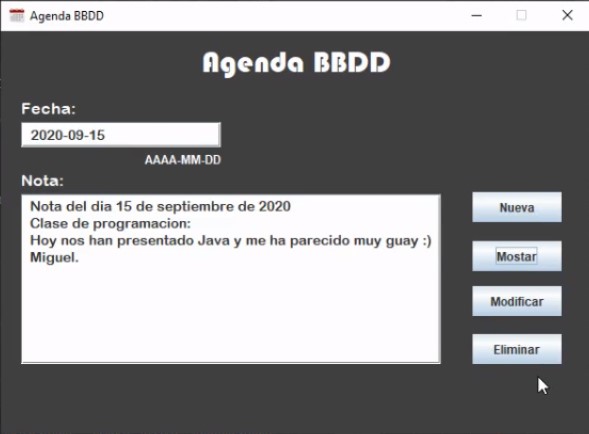 Agenda BBDD
Agenda BBDD
Fecha:
2020-09-15
AAAA-MM-DD
Nota:
Nota del dia 15 de septiembre de 2020
Clase de programacion:
Hoy nos han presentado Java y me ha parecido muy guay :)
Miguel.
Nueva
Mostar
Modificar
Eliminar